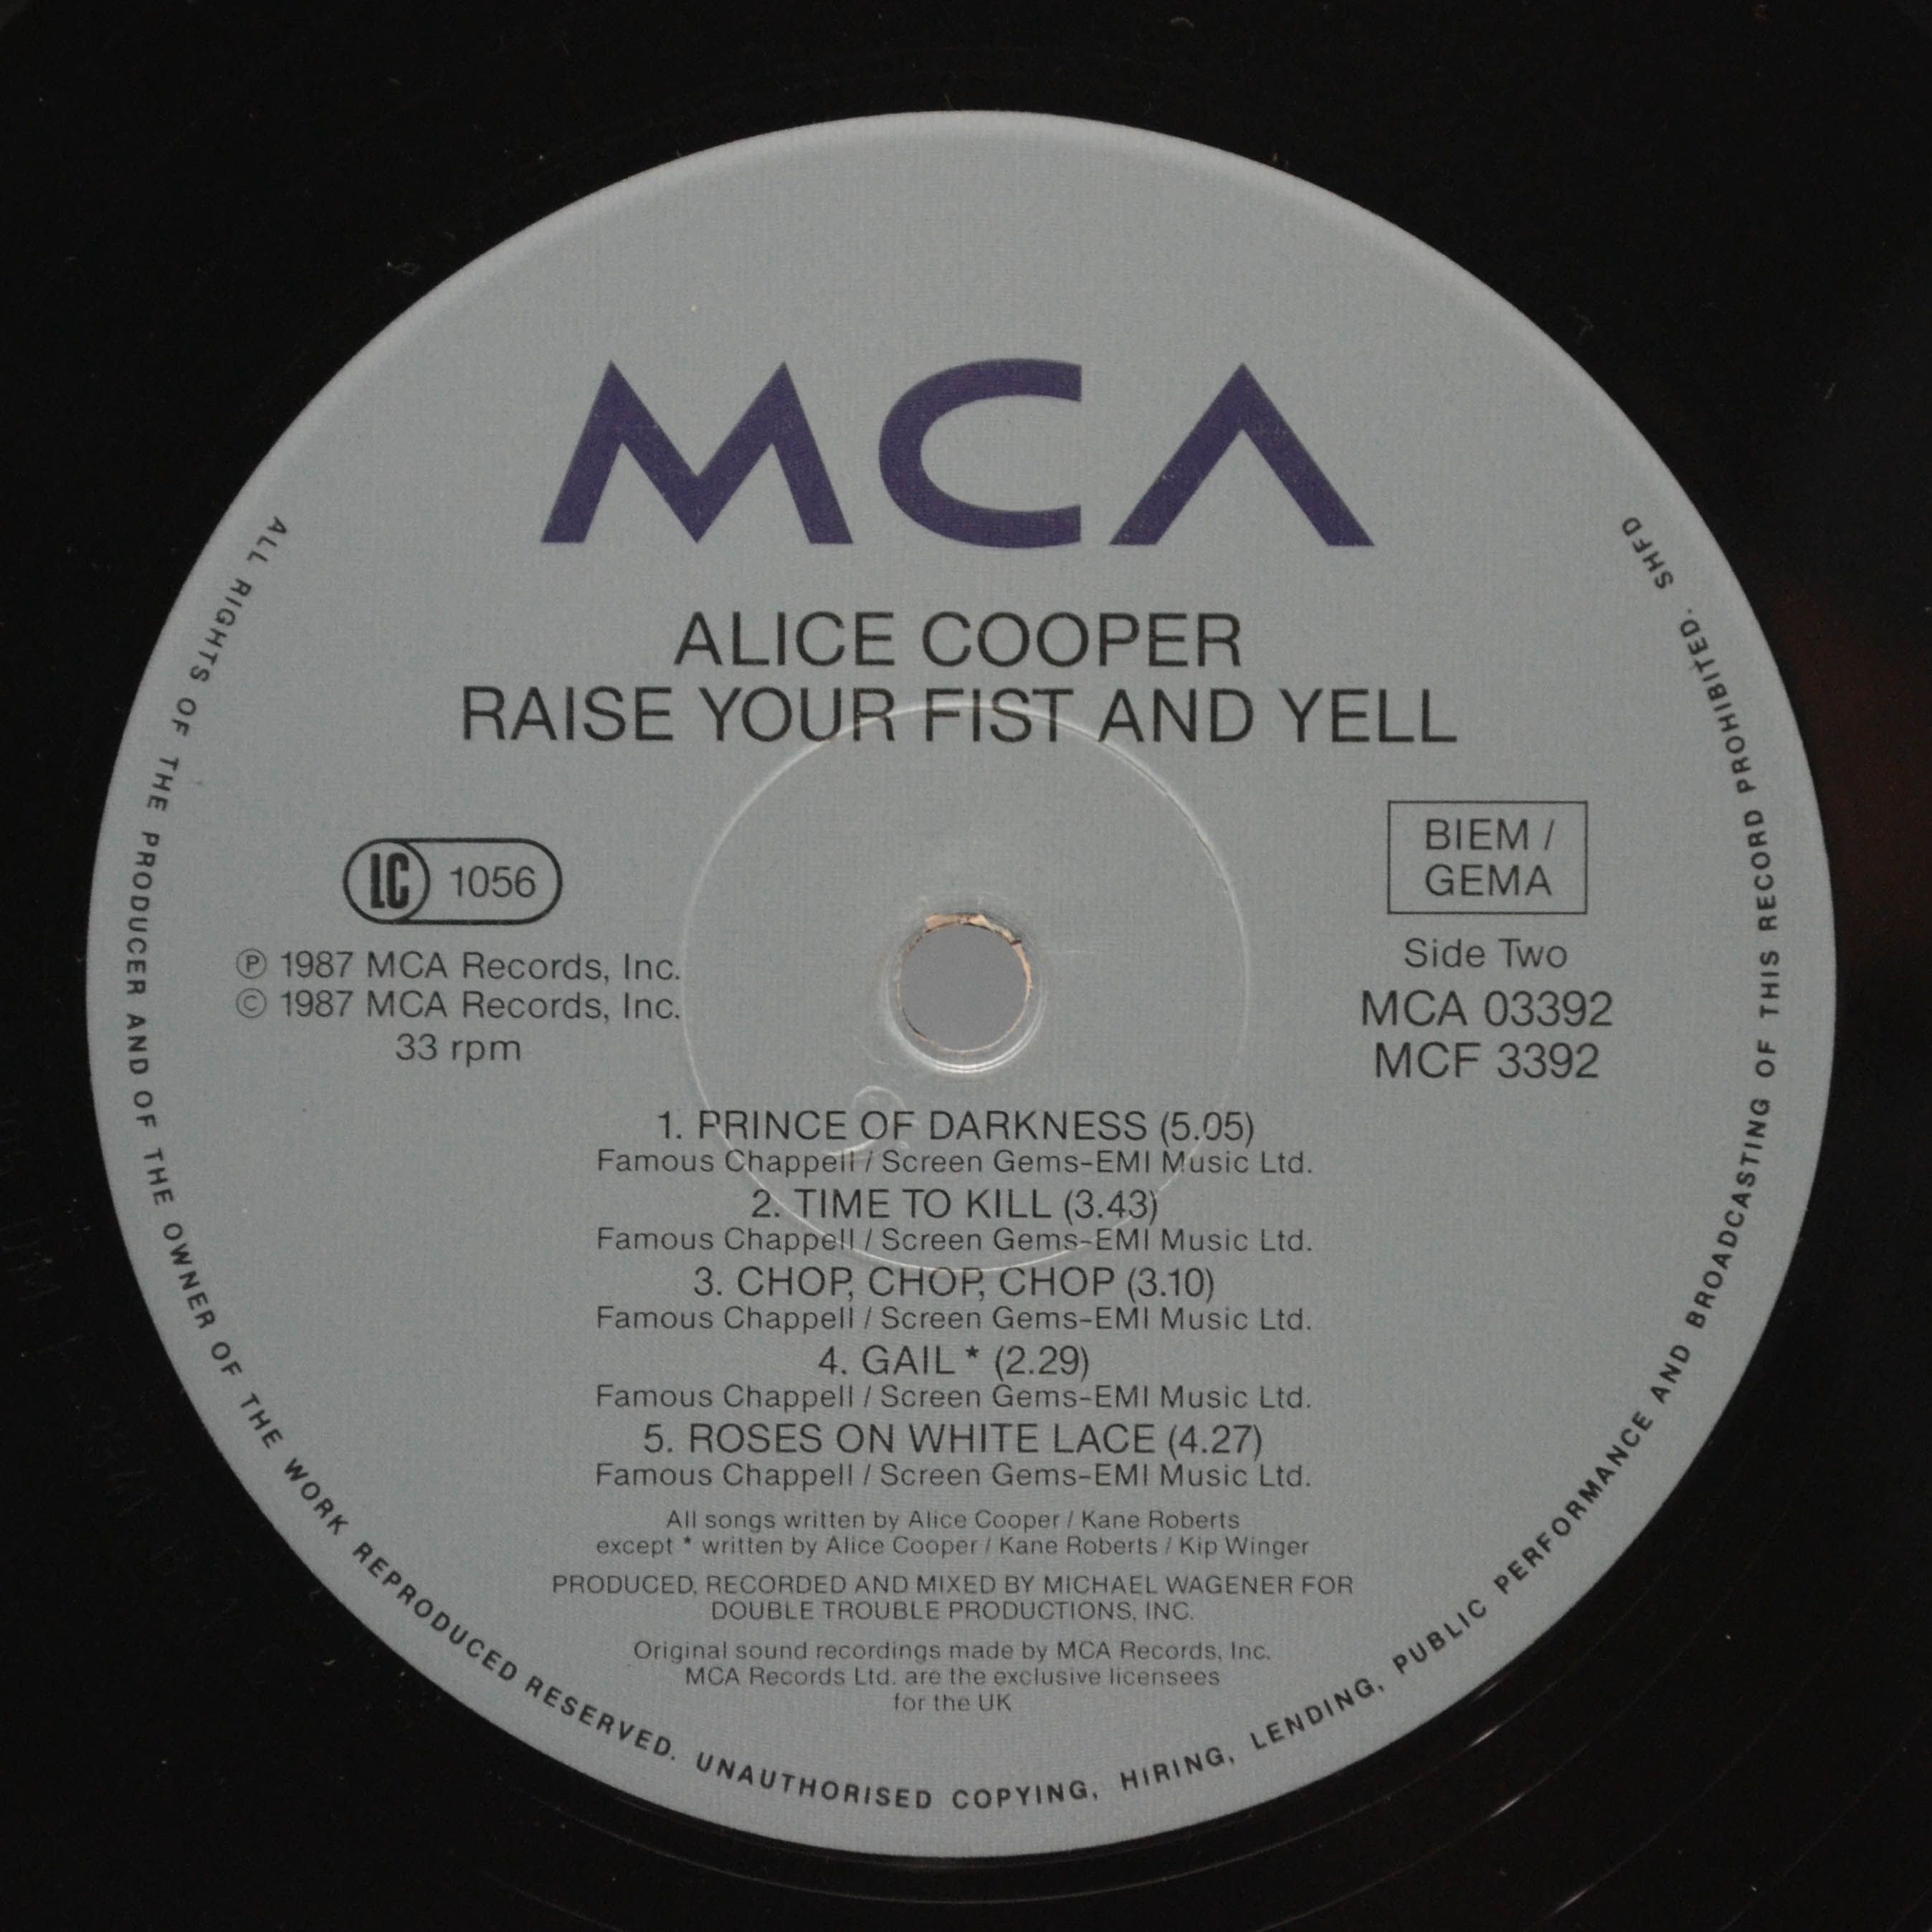 MCA
ALICE COOPER
RAISE YOUR FIST AND YELL
LC 1056
℗ 1987 MCA Records, Inc.
© 1987 MCA Records, Inc.
33 rpm
BIEM /
GEMA
Side Two
MCA 03392
MCF 3392
1. PRINCE OF DARKNESS (5.05)
Famous Chappell / Screen Gems-EMI Music Ltd.
2. TIME TO KILL (3.43)
Famous Chappell / Screen Gems-EMI Music Ltd.
3. CHOP, CHOP, CHOP (3.10)
Famous Chappell / Screen Gems-EMI Music Ltd.
4. GAIL * (2.29)
Famous Chappell / Screen Gems-EMI Music Ltd.
5. ROSES ON WHITE LACE (4.27)
Famous Chappell / Screen Gems-EMI Music Ltd.
All songs written by Alice Cooper / Kane Roberts
except * written by Alice Cooper / Kane Roberts / Kip Winger
PRODUCED, RECORDED AND MIXED BY MICHAEL WAGENER FOR
DOUBLE TROUBLE PRODUCTIONS, INC.
Original sound recordings made by MCA Records, Inc.
MCA Records Ltd. are the exclusive licensees
for the UK
ALL RIGHTS OF THE PRODUCER AND OF THE OWNER OF THE WORK REPRODUCED RESERVED. UNAUTHORISED COPYING, HIRING, LENDING, PUBLIC PERFORMANCE AND BROADCASTING OF THIS RECORD PROHIBITED. SHFD